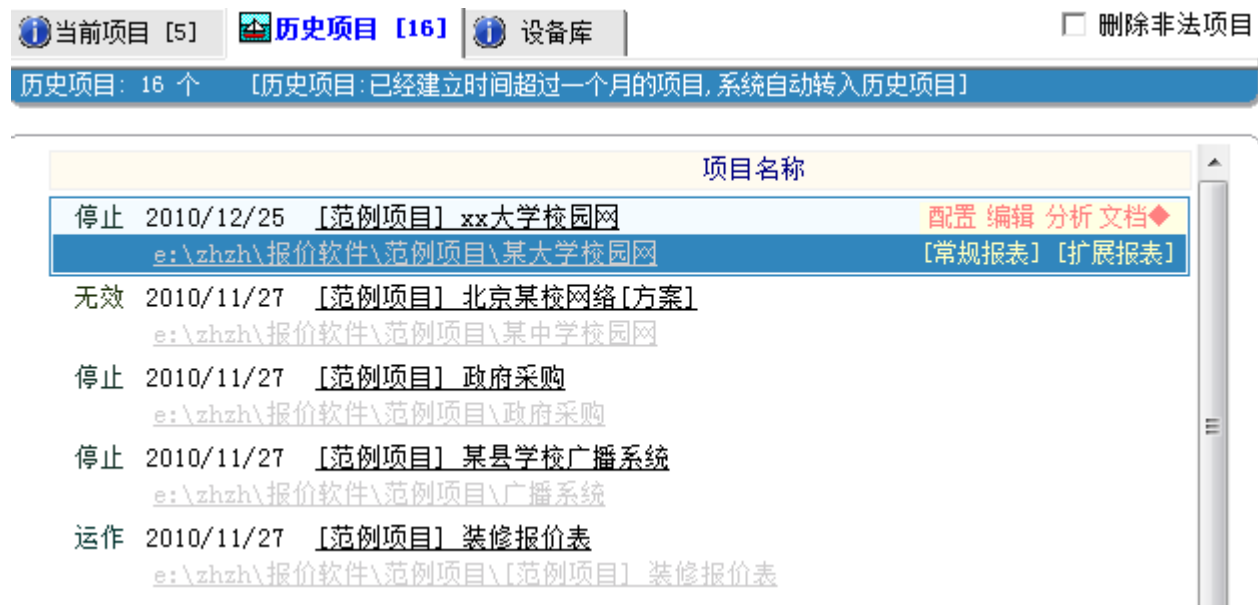 当前项目 [5] 历史项目 [16] 设备库 删除非法项目
历史项目: 16 个 [历史项目:已经建立时间超过一个月的项目,系统自动转入历史项目]
项目名称
停止 2010/12/25 [范例项目] xx大学校园网 配置 编辑 分析 文档◆
e:\zhzh\报价软件\范例项目\某大学校园网 [常规报表] [扩展报表]
无效 2010/11/27 [范例项目] 北京某校网络[方案]
e:\zhzh\报价软件\范例项目\某中学校园网
停止 2010/11/27 [范例项目] 政府采购
e:\zhzh\报价软件\范例项目\政府采购
停止 2010/11/27 [范例项目] 某县学校广播系统
e:\zhzh\报价软件\范例项目\广播系统
运作 2010/11/27 [范例项目] 装修报价表
e:\zhzh\报价软件\范例项目\[范例项目] 装修报价表